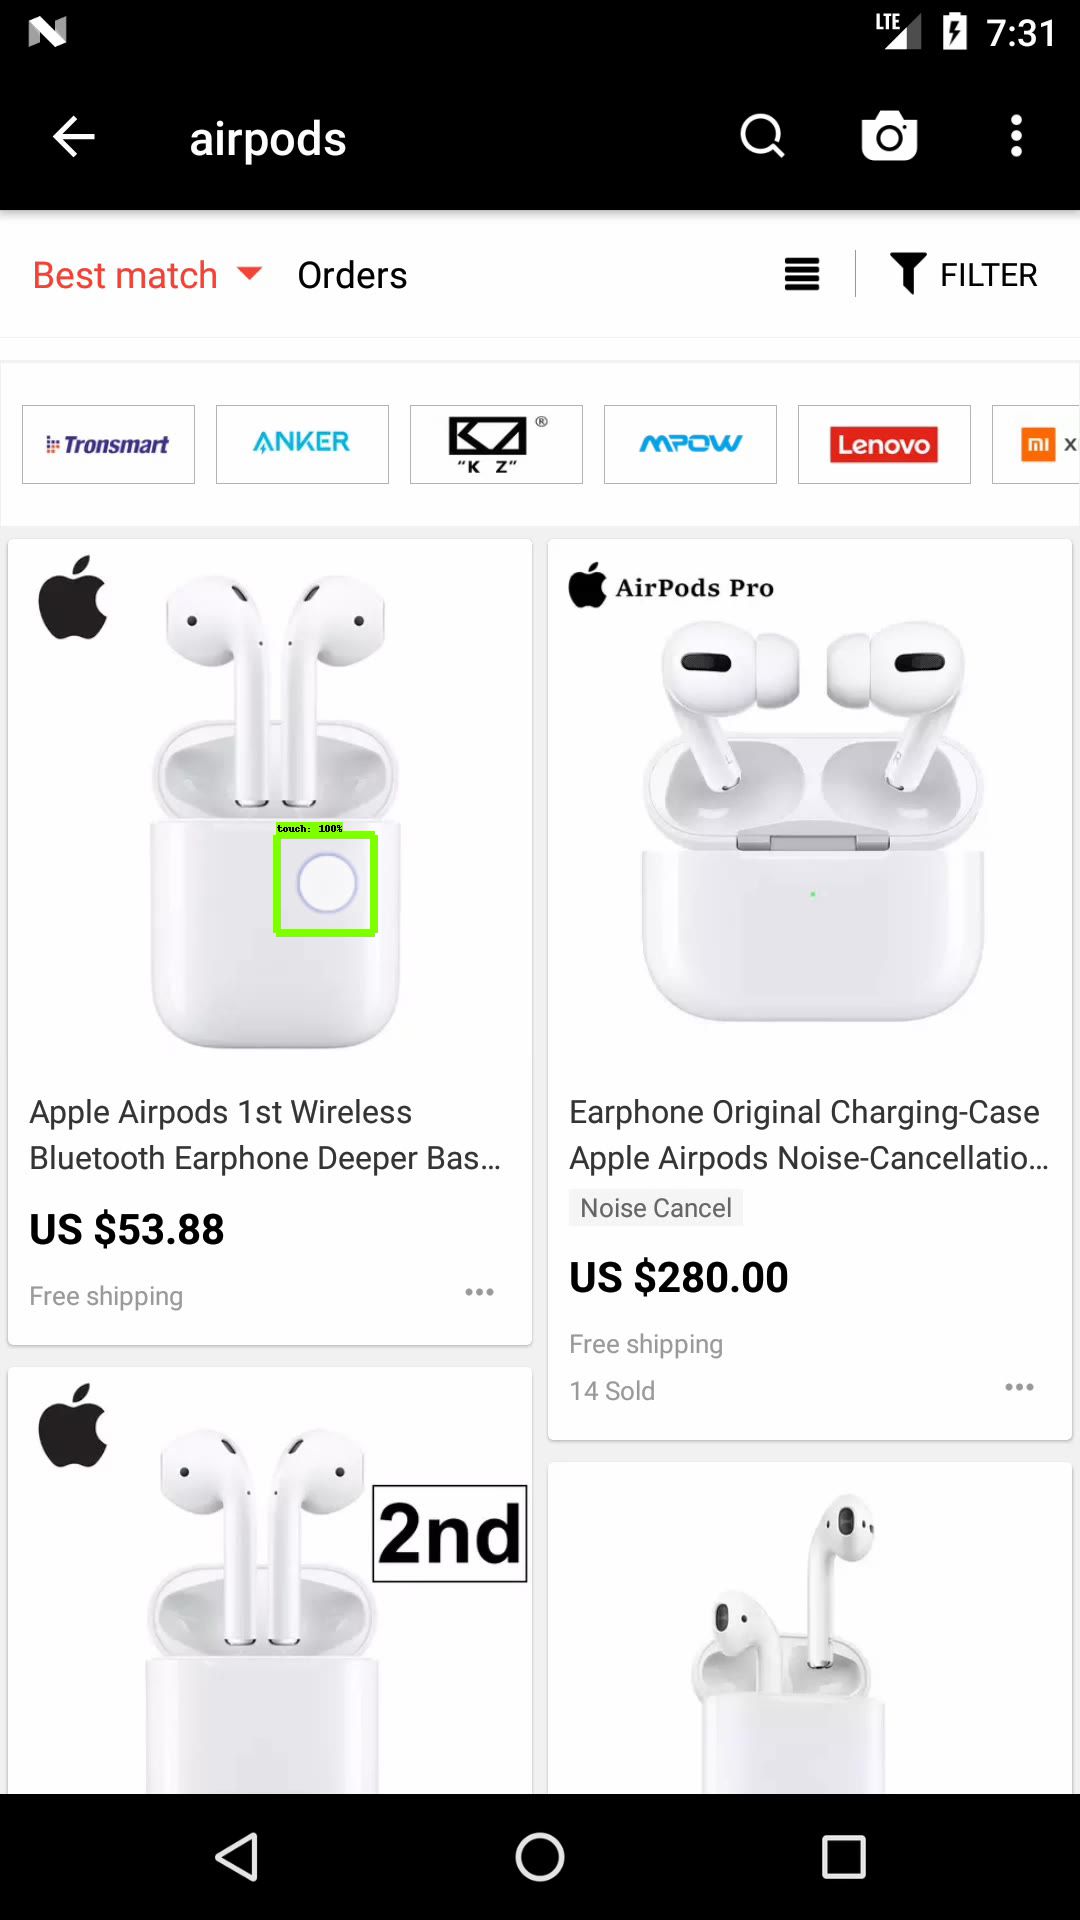 LTE 7:31
airpods
Best match Orders FILTER
Tronsmart ANKER KZ ® "K Z" MPOW Lenovo mi X
AirPods Pro
touch: 100%
Apple Airpods 1st Wireless
Bluetooth Earphone Deeper Bas...
US $53.88
Free shipping
Earphone Original Charging-Case
Apple Airpods Noise-Cancellatio...
Noise Cancel
US $280.00
Free shipping
14 Sold
2nd